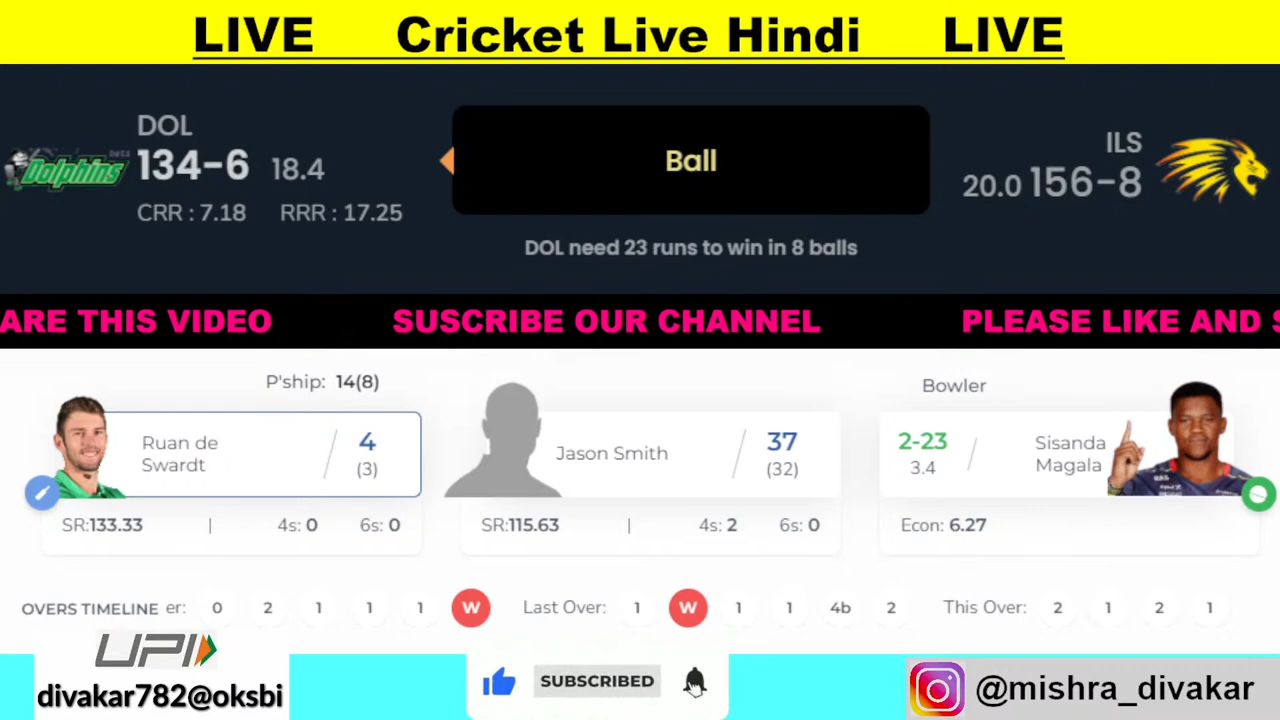 LIVE Cricket Live Hindi LIVE
DOL
Dolphins beta 134-6 18.4
CRR : 7.18 RRR : 17.25
Ball
DOL need 23 runs to win in 8 balls
ILS
20.0 156-8
ARE THIS VIDEO SUSCRIBE OUR CHANNEL PLEASE LIKE AND S
P'ship: 14(8)
Ruan de
Swardt
4
(3)
SR:133.33 | 4s: 0 6s: 0
Jason Smith
37
(32)
SR:115.63 | 4s: 2 6s: 0
Bowler
2-23
3.4
Sisanda
Magala
Econ: 6.27
OVERS TIMELINE er: 0 2 1 1 1 W Last Over: 1 W 1 1 4b 2 This Over: 2 1 2 1
UPI
divakar782@oksbi
SUBSCRIBED
@mishra_divakar